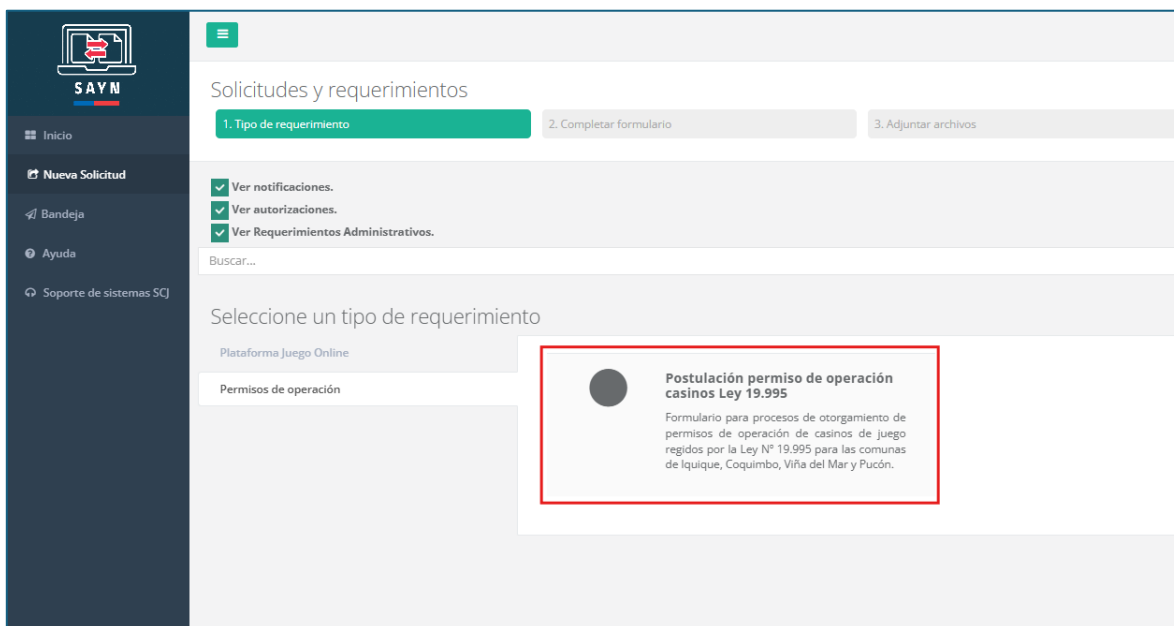 SAYN
Inicio
Nueva Solicitud
Bandeja
Ayuda
Soporte de sistemas SCJ
Solicitudes y requerimientos
1. Tipo de requerimiento
2. Completar formulario
3. Adjuntar archivos
Ver notificaciones.
Ver autorizaciones.
Ver Requerimientos Administrativos.
Buscar...
Seleccione un tipo de requerimiento
Plataforma Juego Online
Permisos de operación
Postulación permiso de operación
casinos Ley 19.995
Formulario para procesos de otorgamiento de
permisos de operación de casinos de juego
regidos por la Ley Nº 19.995 para las comunas
de Iquique, Coquimbo, Viña del Mar y Pucón.